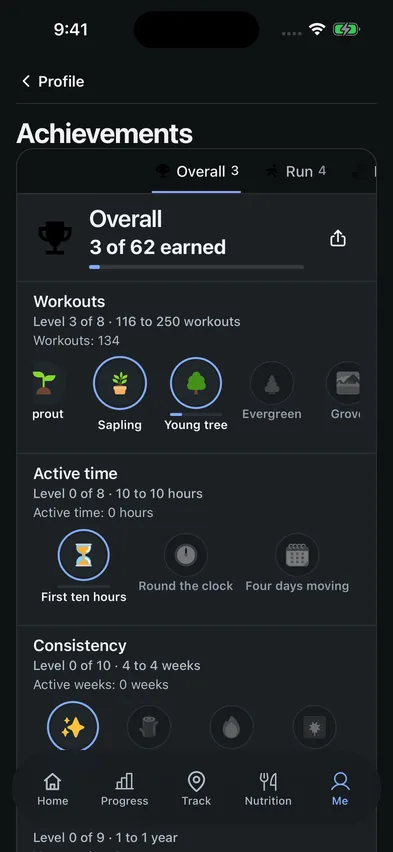 9:41
Profile
Achievements
Overall 3
Run 4
Overall
3 of 62 earned
Workouts
Level 3 of 8 · 116 to 250 workouts
Workouts: 134
prout
Sapling
Young tree
Evergreen
Grov
Active time
Level 0 of 8 · 10 to 10 hours
Active time: 0 hours
First ten hours
Round the clock
Four days moving
Consistency
Level 0 of 10 · 4 to 4 weeks
Active weeks: 0 weeks
Home
Progress
Track
Nutrition
Me
Level 0 of 9 · 1 to 1 year